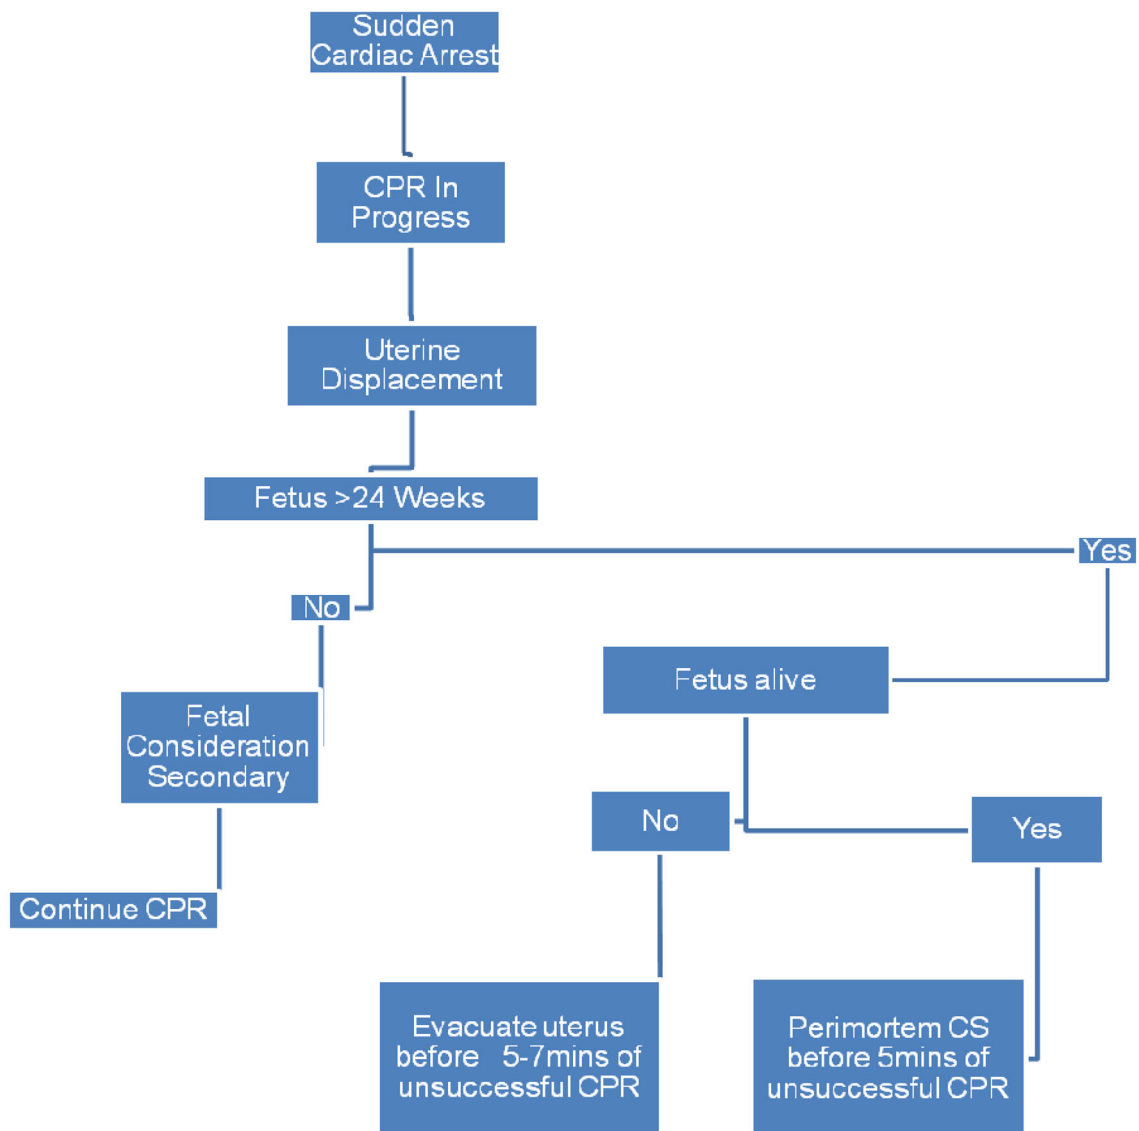 Sudden
Cardiac Arrest
CPR In
Progress
Uterine
Displacement
Fetus >24 Weeks
Yes
No
Fetus alive
Fetal
Consideration
Secondary
No
Yes
Continue CPR
Evacuate uterus
before 5-7mins of
unsuccessful CPR
Perimortem CS
before 5mins of
unsuccessful CPR